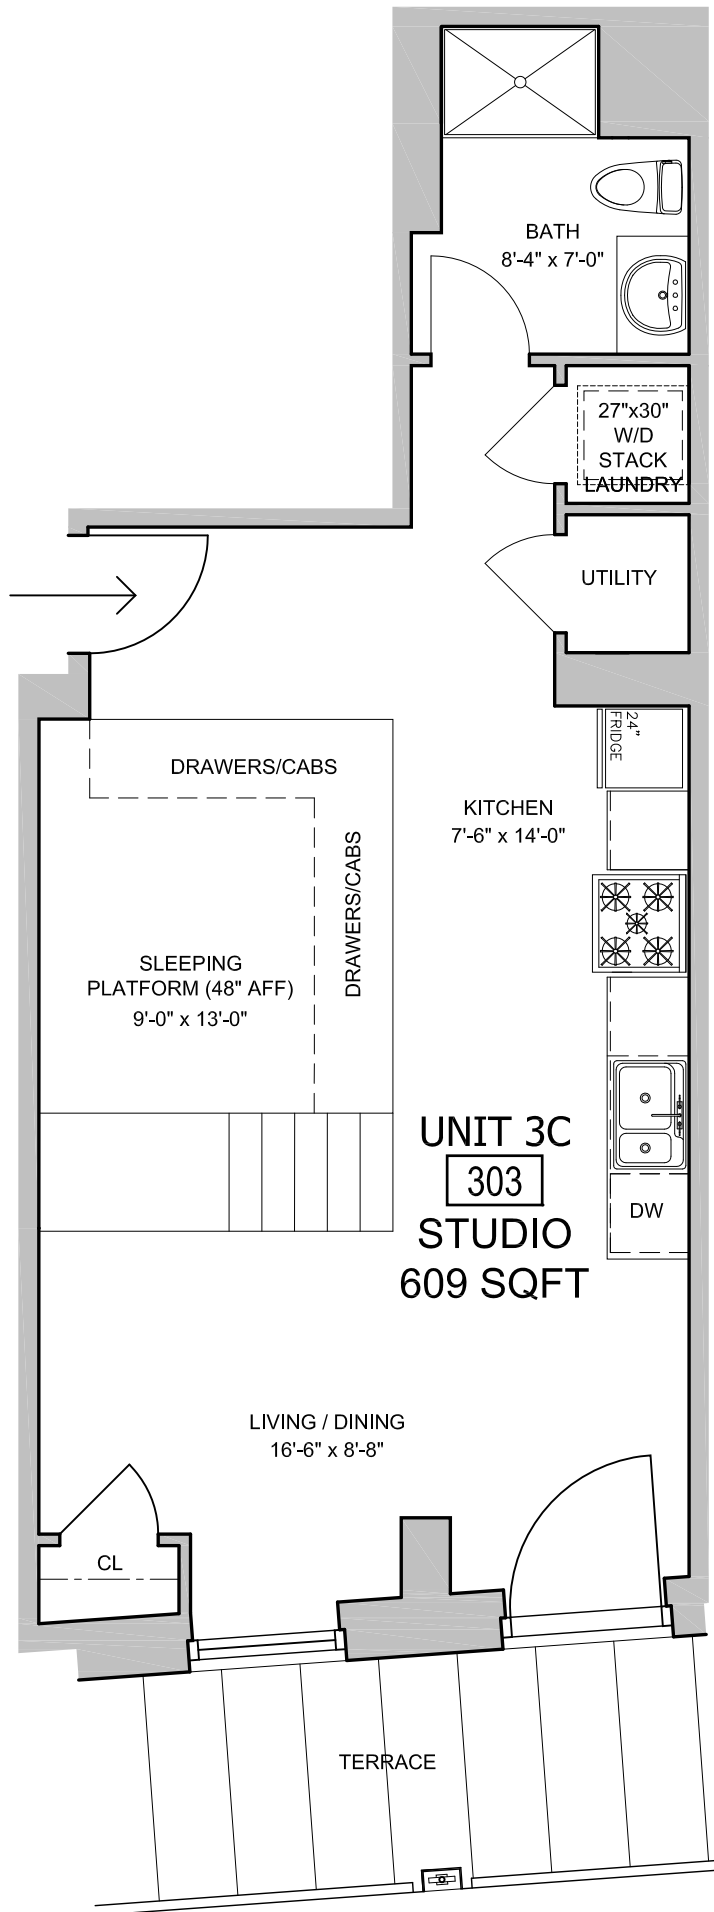 BATH
8'-4" x 7'-0"
27"x30"
W/D
STACK
LAUNDRY
UTILITY
24"
FRIDGE
DRAWERS/CABS
KITCHEN
7'-6" x 14'-0"
DRAWERS/CABS
SLEEPING
PLATFORM (48" AFF)
9'-0" x 13'-0"
UNIT 3C
303
STUDIO
609 SQFT
DW
LIVING / DINING
16'-6" x 8'-8"
CL
TERRACE